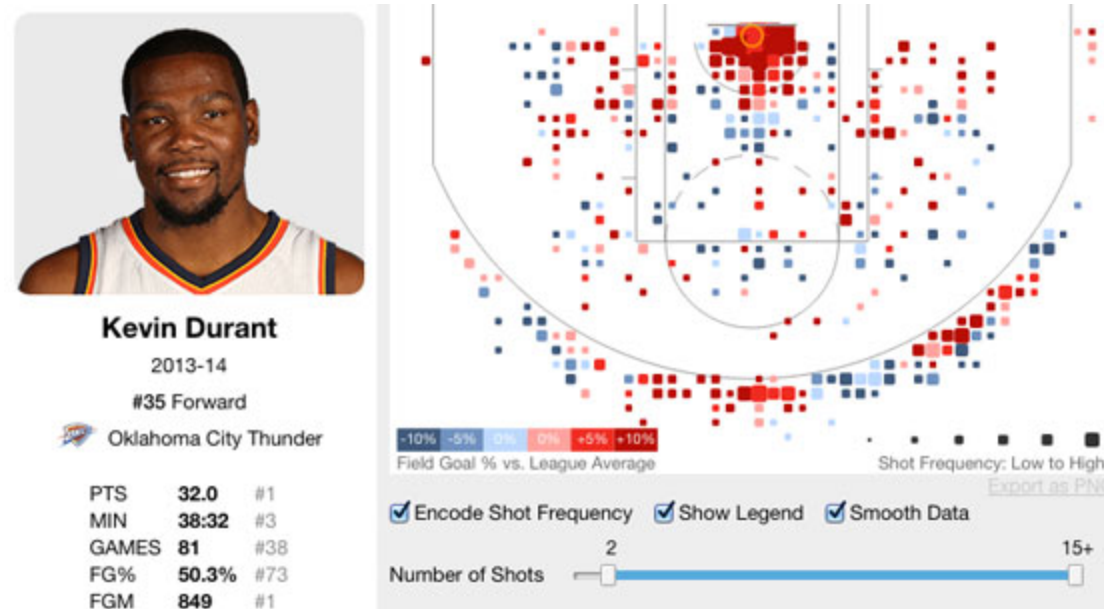 Kevin Durant
2013-14
#35 Forward
Oklahoma City Thunder
PTS 32.0 #1
MIN 38:32 #3
GAMES 81 #38
FG% 50.3% #73
FGM 849 #1
-10% -5% 0% 0% +5% +10%
Field Goal % vs. League Average
Shot Frequency: Low to High
Export as PNG
Encode Shot Frequency
Show Legend
Smooth Data
2 15+
Number of Shots